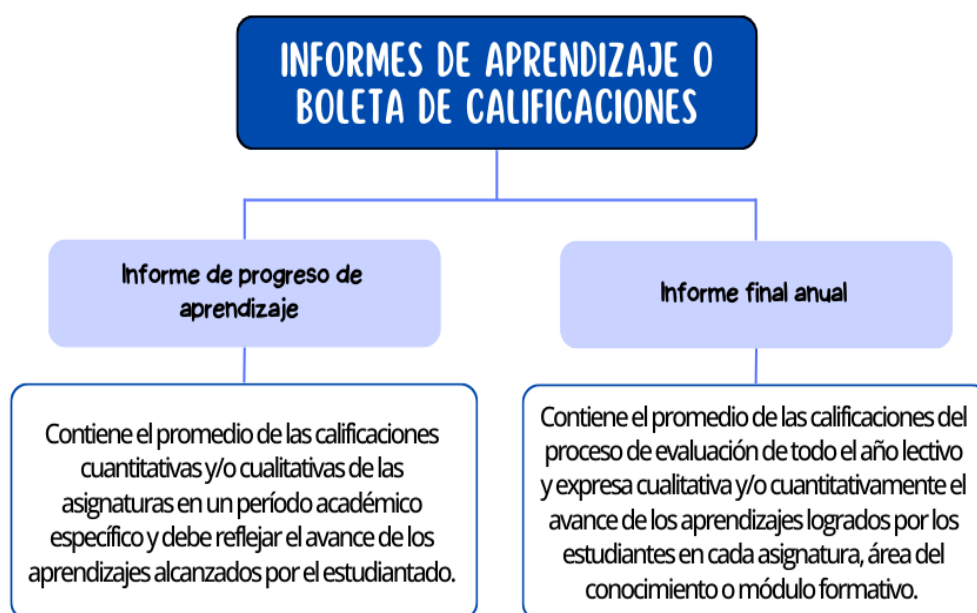 INFORMES DE APRENDIZAJE O
BOLETA DE CALIFICACIONES
Informe de progreso de
aprendizaje
Informe final anual
Contiene el promedio de las calificaciones
cuantitativas y/o cualitativas de las
asignaturas en un período académico
específico y debe reflejar el avance de los
aprendizajes alcanzados por el estudiantado.
Contiene el promedio de las calificaciones del
proceso de evaluación de todo el año lectivo
y expresa cualitativa y/o cuantitativamente el
avance de los aprendizajes logrados por los
estudiantes en cada asignatura, área del
conocimiento o módulo formativo.